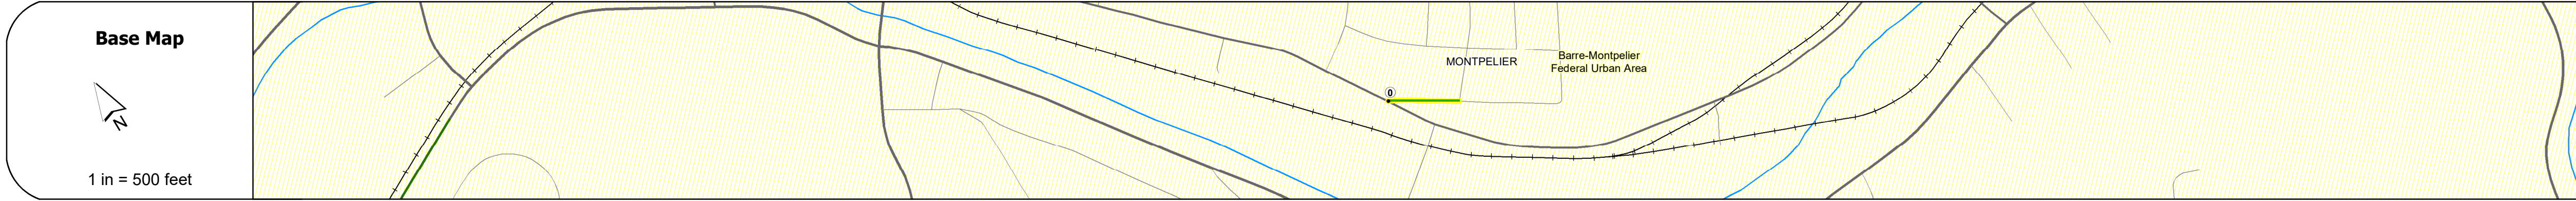 Base Map
N
1 in = 500 feet
0
MONTPELIER
Barre-Montpelier
Federal Urban Area